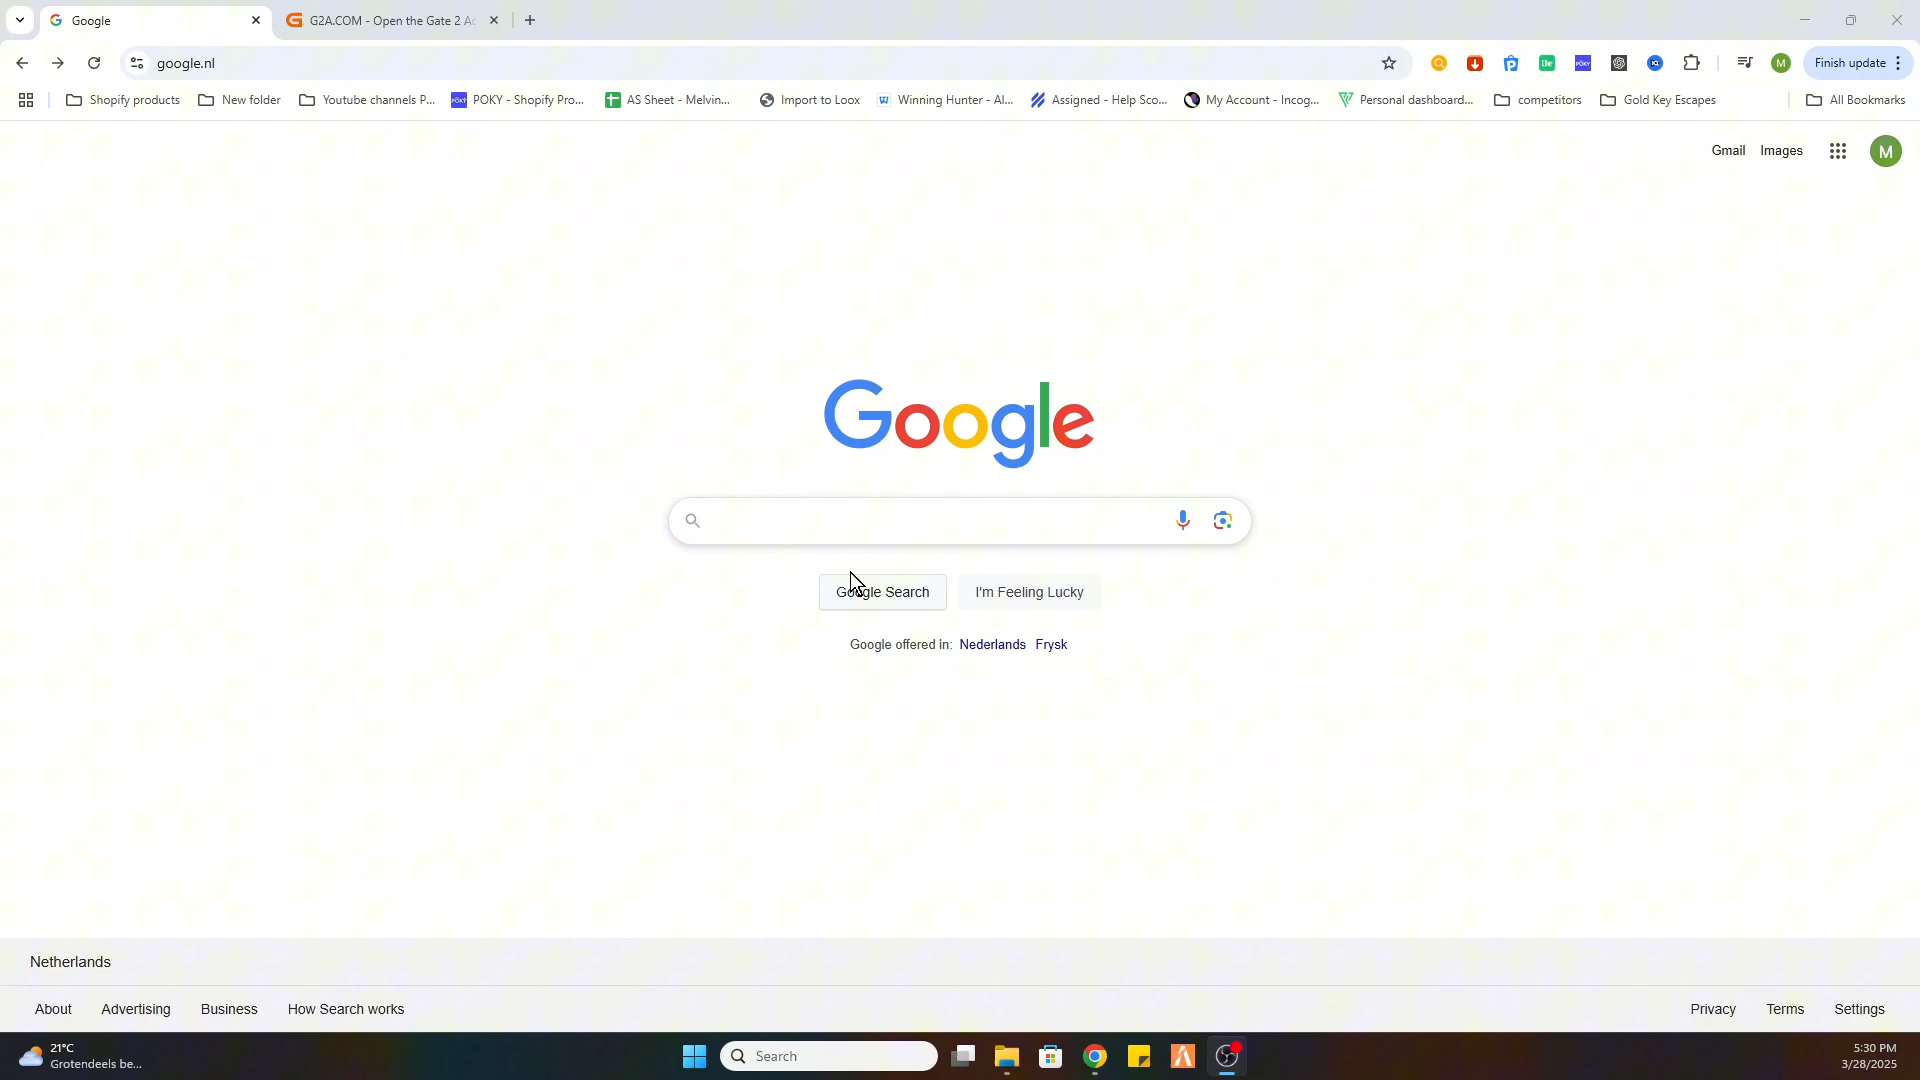 Google
G2A.COM - Open the Gate 2 Ac
google.nl
Finish update
Shopify products
New folder
Youtube channels P...
POKY - Shopify Pro...
AS Sheet - Melvin...
Import to Loox
Winning Hunter - AI...
Assigned - Help Sco...
My Account - Incog...
Personal dashboard...
competitors
Gold Key Escapes
All Bookmarks
Gmail
Images
M
Google
Google Search
I'm Feeling Lucky
Google offered in: Nederlands Frysk
Netherlands
About
Advertising
Business
How Search works
Privacy
Terms
Settings
21°C
Grotendeels be...
Search
5:30 PM
3/28/2025